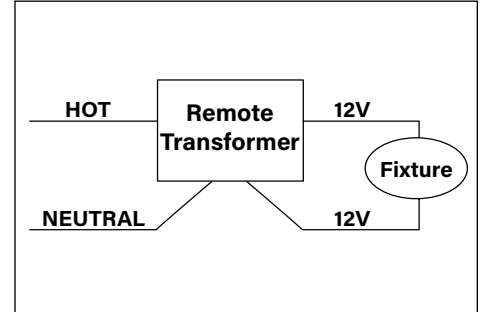 HOT
Remote
Transformer
12V
Fixture
NEUTRAL
12V